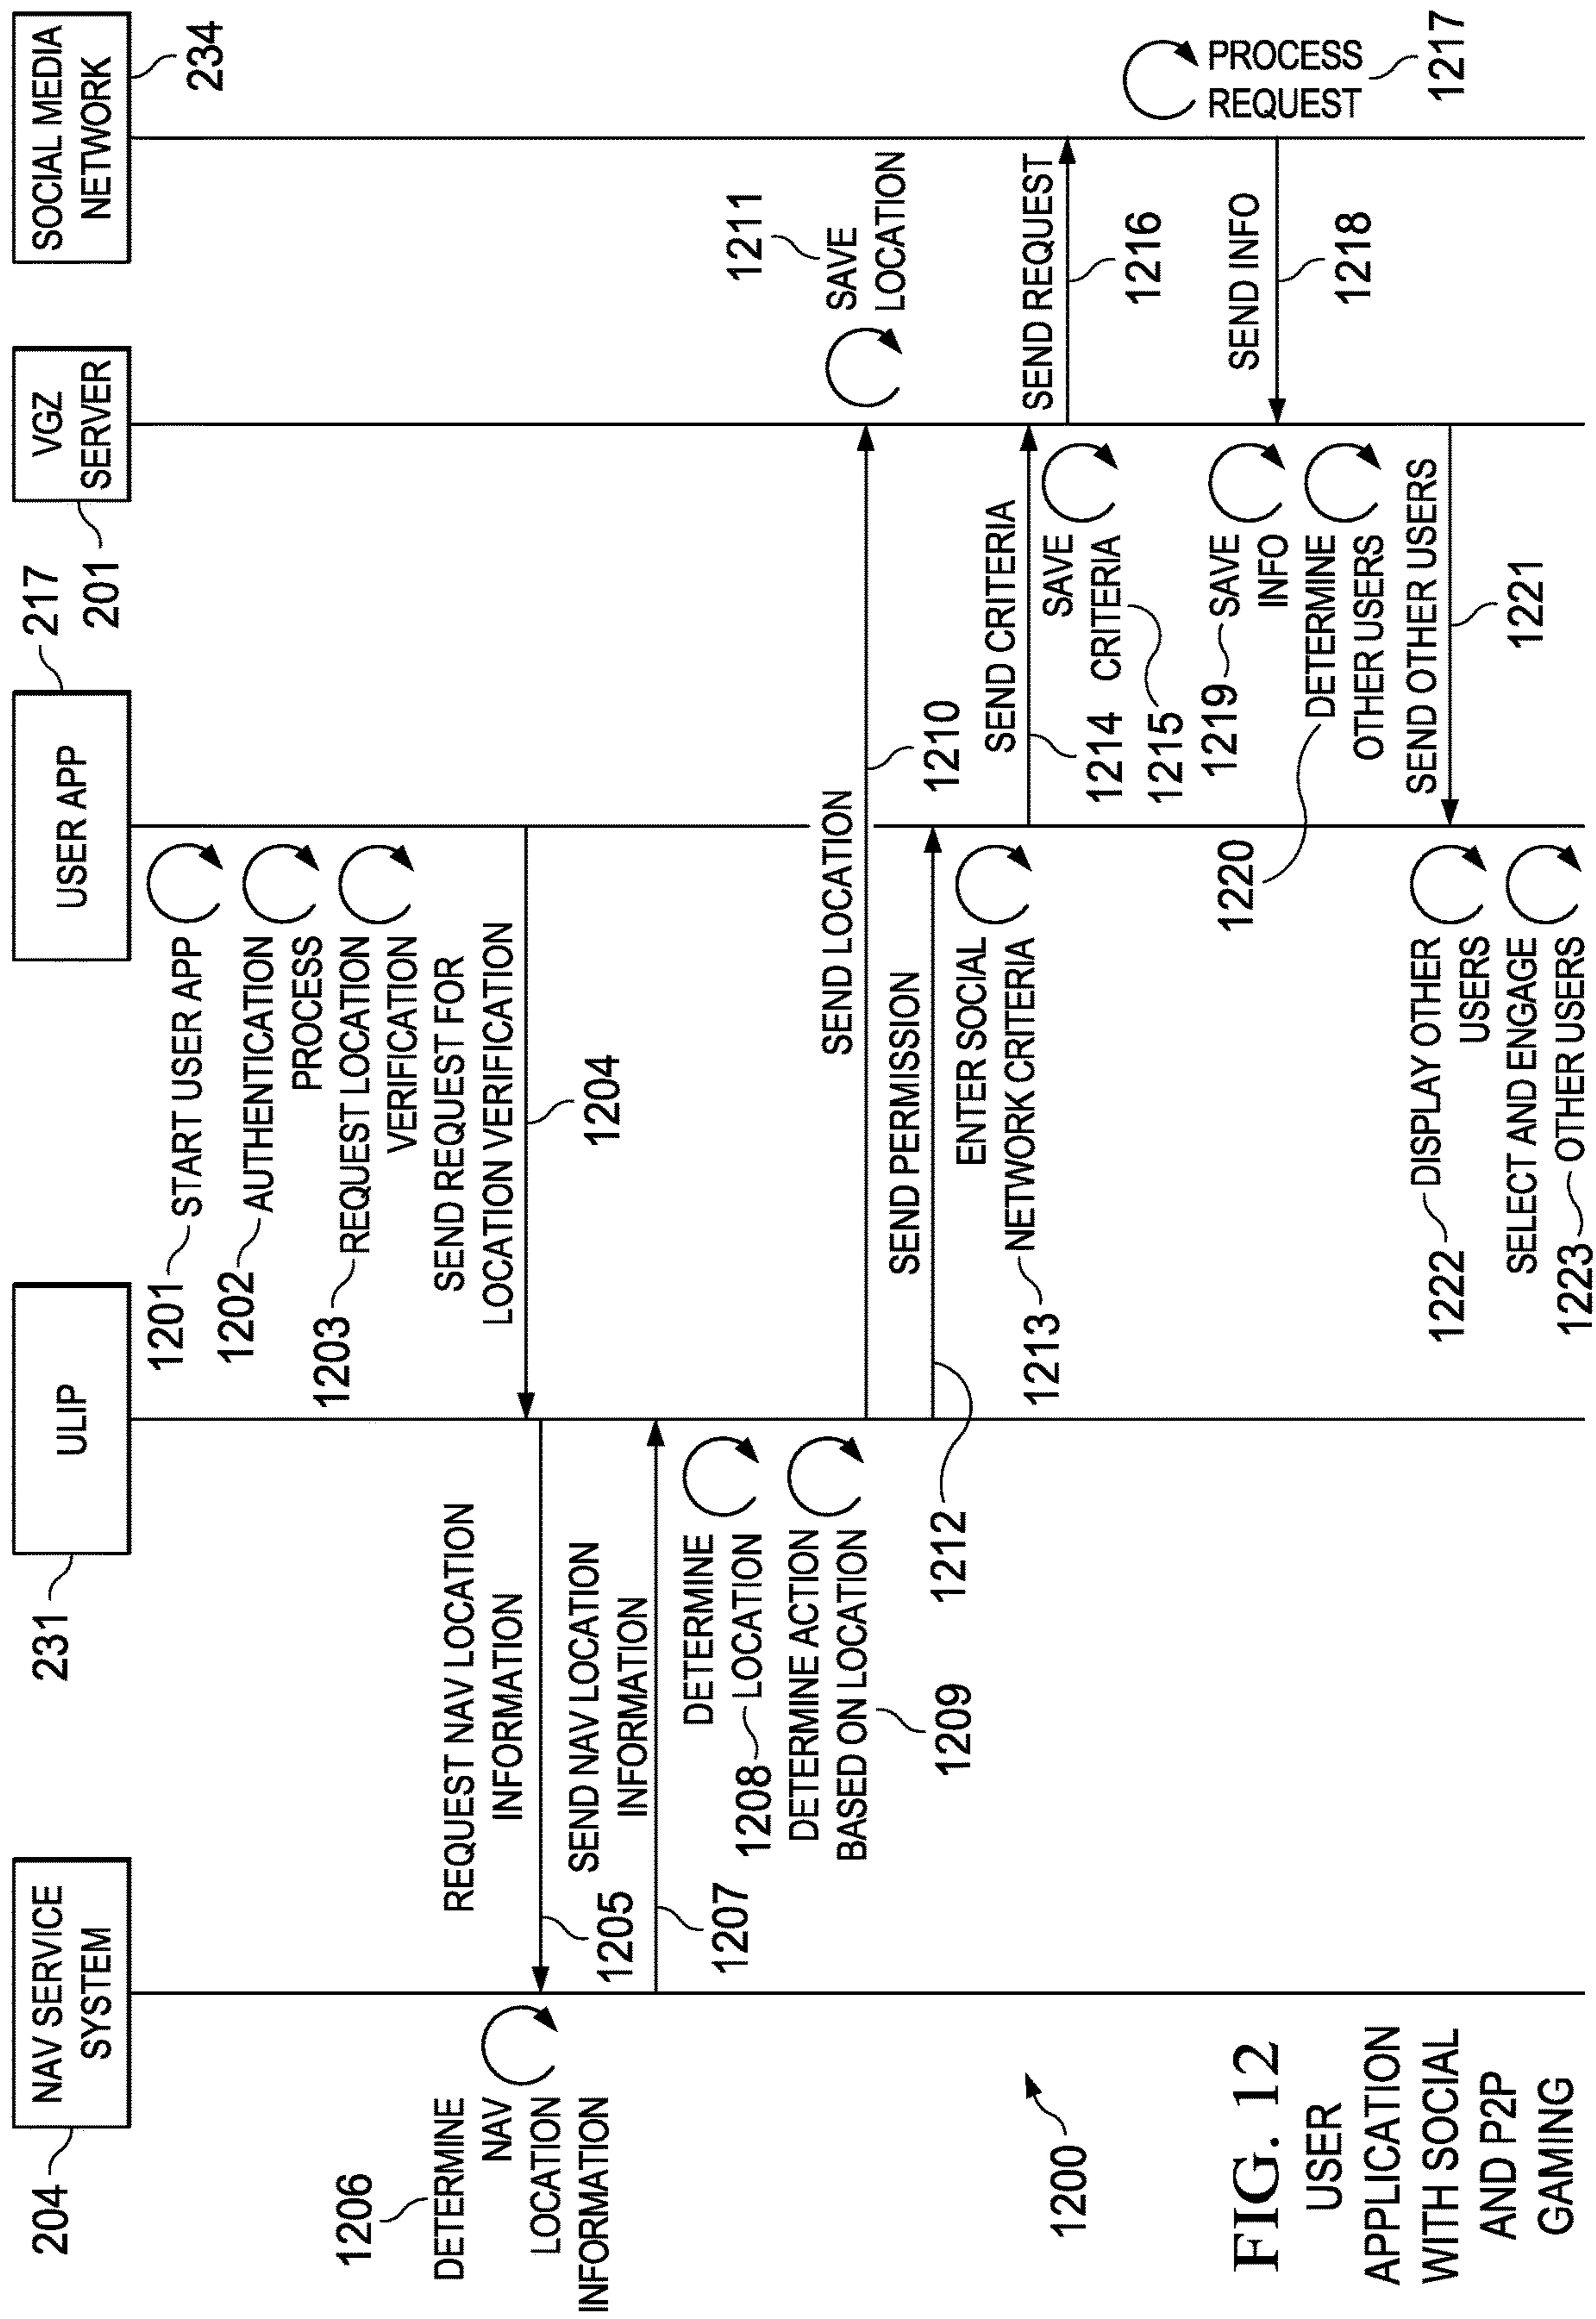 NAV SERVICE
SYSTEM
204
ULIP
231
USER APP
217
VGZ
SERVER
201
SOCIAL MEDIA
NETWORK
234
1201
START USER APP
1202
AUTHENTICATION
PROCESS
1203
REQUEST LOCATION
VERIFICATION
SEND REQUEST FOR
LOCATION VERIFICATION
1204
REQUEST NAV LOCATION
INFORMATION
1205
1206
DETERMINE
NAV
LOCATION
INFORMATION
SEND NAV LOCATION
INFORMATION
1207
DETERMINE
1208 LOCATION
DETERMINE ACTION
BASED ON LOCATION
1209
SEND LOCATION
1210
1211
SAVE
LOCATION
SEND PERMISSION
1212
ENTER SOCIAL
NETWORK CRITERIA
1213
SEND CRITERIA
1214
SAVE
CRITERIA
1215
SEND REQUEST
1216
PROCESS
REQUEST
1217
SEND INFO
1218
1219 SAVE
INFO
DETERMINE
OTHER USERS
1220
SEND OTHER USERS
1221
1222 DISPLAY OTHER
USERS
SELECT AND ENGAGE
1223 OTHER USERS
1200
FIG. 12
USER
APPLICATION
WITH SOCIAL
AND P2P
GAMING